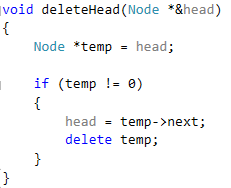 void deleteHead(Node *&head)
{
    Node *temp = head;

    if (temp != 0)
    {
        head = temp->next;
        delete temp;
    }
}